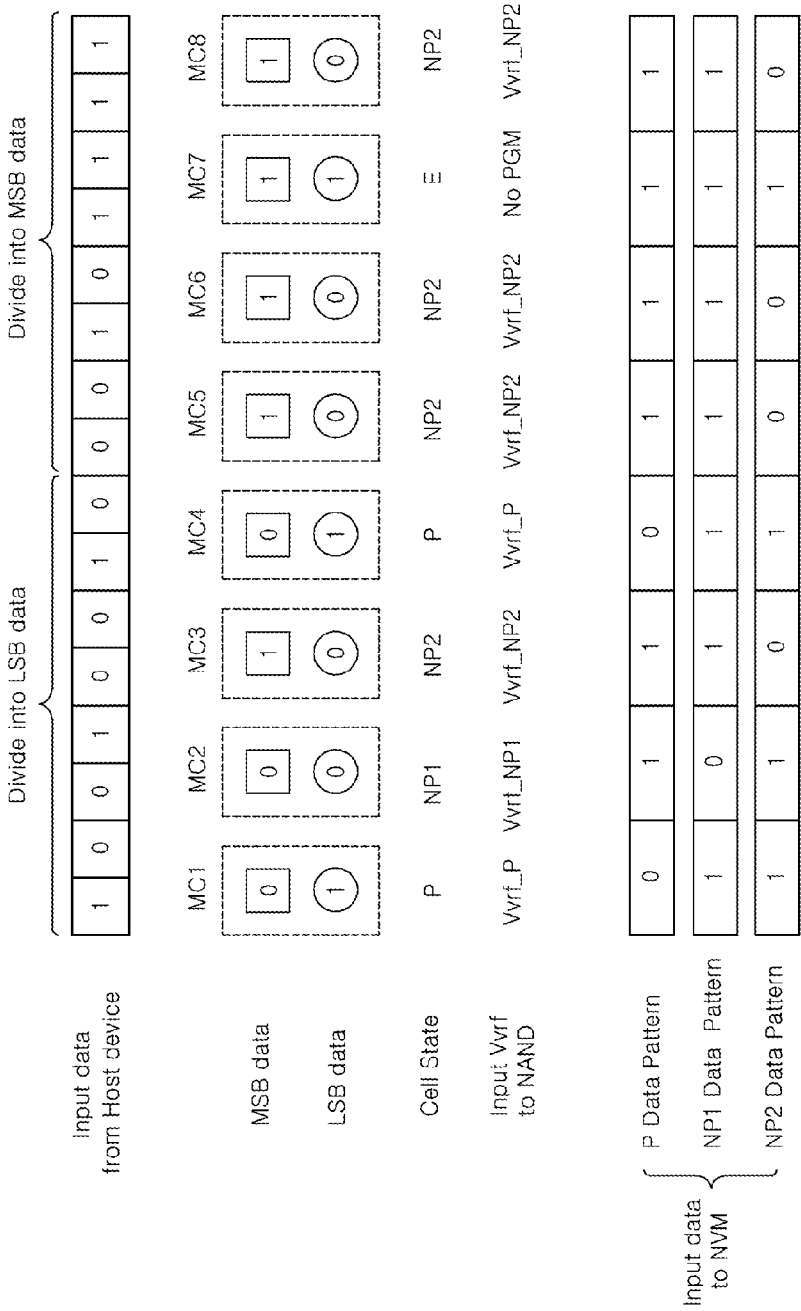 Divide into LSB data Divide into MSB data
Input data
from Host device
1 0 0 1 0 0 1 0 0 0 1 0 1 1 1 1
MC1 MC2 MC3 MC4 MC5 MC6 MC7 MC8
MSB data 0 0 1 0 1 1 1 1
LSB data 1 0 0 1 0 0 1 0
Cell State P NP1 NP2 P NP2 NP2 E NP2
Input Vvrf
to NAND
Vvrf_P Vvrf_NP1 Vvrf_NP2 Vvrf_P Vvrf_NP2 Vvrf_NP2 No PGM Vvrf_NP2
Input data
to NVM
P Data Pattern 0 1 1 0 1 1 1 1
NP1 Data Pattern 1 0 1 1 1 1 1 1
NP2 Data Pattern 1 1 0 1 0 0 1 0